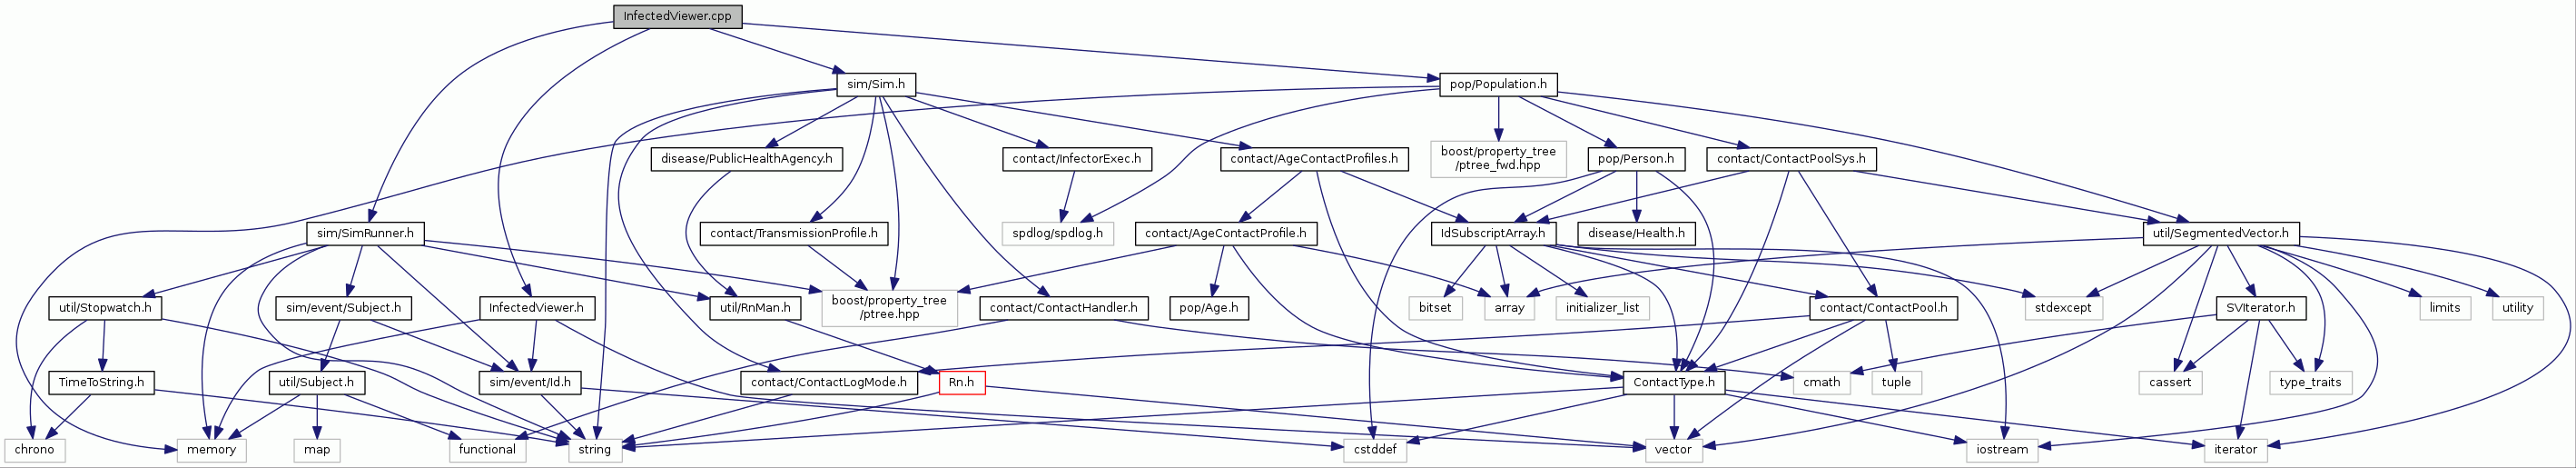 InfectedViewer.cpp
sim/Sim.h
pop/Population.h
disease/PublicHealthAgency.h
contact/InfectorExec.h
contact/AgeContactProfiles.h
boost/property_tree
/ptree_fwd.hpp
pop/Person.h
contact/ContactPoolSys.h
sim/SimRunner.h
contact/TransmissionProfile.h
spdlog/spdlog.h
contact/AgeContactProfile.h
IdSubscriptArray.h
disease/Health.h
util/SegmentedVector.h
util/Stopwatch.h
sim/event/Subject.h
InfectedViewer.h
util/RnMan.h
boost/property_tree
/ptree.hpp
contact/ContactHandler.h
pop/Age.h
bitset
array
initializer_list
contact/ContactPool.h
stdexcept
SVIterator.h
limits
utility
TimeToString.h
util/Subject.h
sim/event/Id.h
contact/ContactLogMode.h
Rn.h
ContactType.h
cmath
tuple
cassert
type_traits
chrono
memory
map
functional
string
cstddef
vector
iostream
iterator